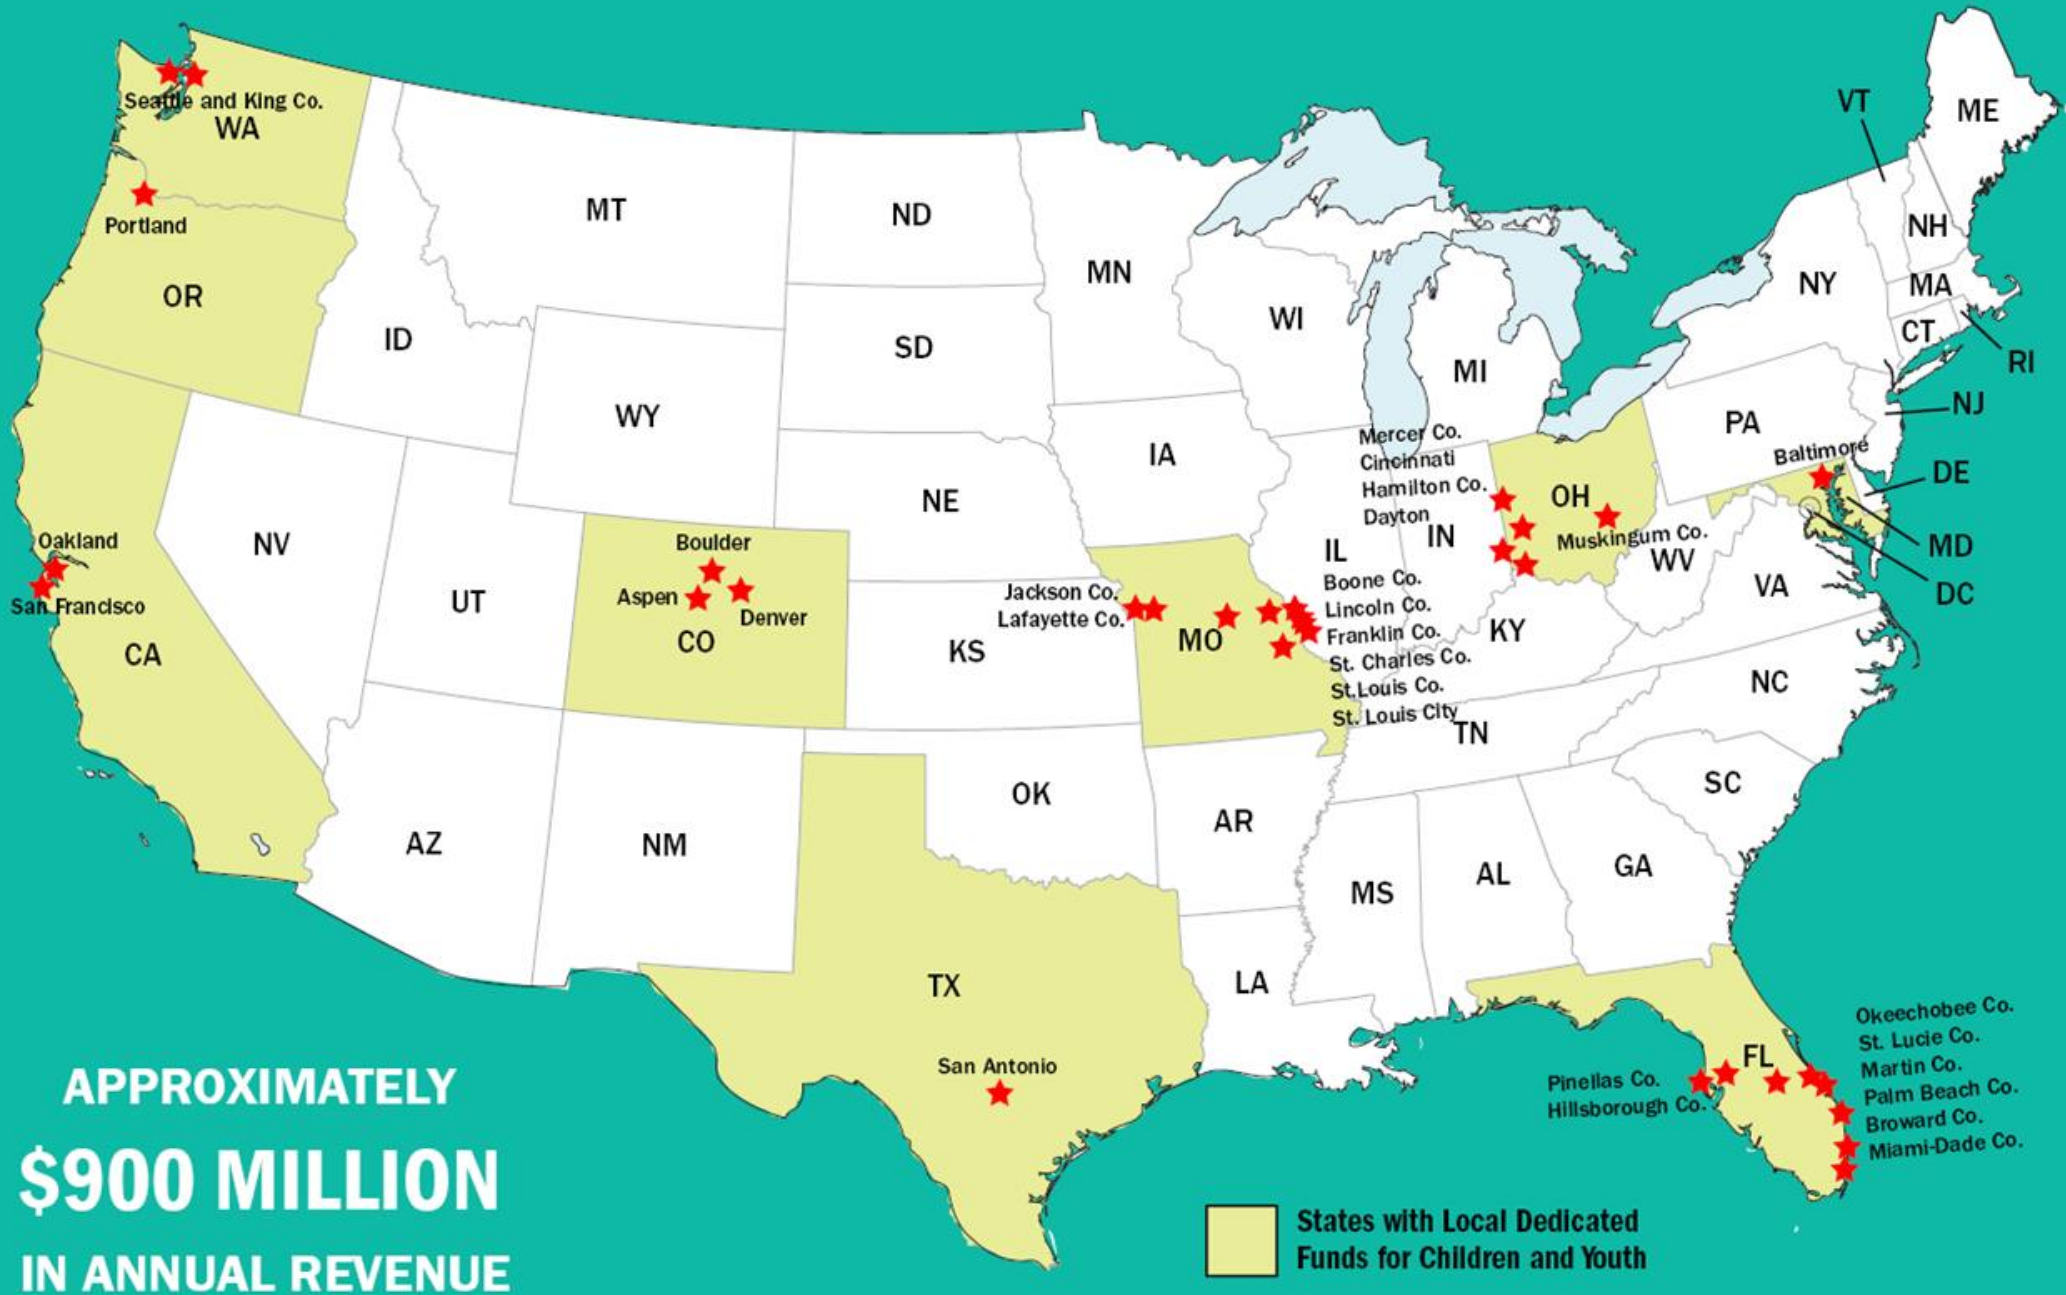 Seattle and King Co.
WA
Portland
OR
Oakland
San Francisco
CA
NV
ID
MT
WY
UT
AZ
Boulder
Aspen
Denver
CO
NM
ND
SD
NE
KS
OK
TX
San Antonio
MN
IA
Jackson Co.
Lafayette Co.
MO
AR
LA
WI
IL
Boone Co.
Lincoln Co.
Franklin Co.
St. Charles Co.
St.Louis Co.
St. Louis City
MI
Mercer Co.
Cincinnati
Hamilton Co.
Dayton
IN
OH
Muskingum Co.
KY
TN
MS
AL
GA
SC
NC
VA
WV
PA
Baltimore
NY
VT
ME
NH
MA
CT
RI
NJ
DE
MD
DC
FL
Pinellas Co.
Hillsborough Co.
Okeechobee Co.
St. Lucie Co.
Martin Co.
Palm Beach Co.
Broward Co.
Miami-Dade Co.
APPROXIMATELY
$900 MILLION
IN ANNUAL REVENUE
States with Local Dedicated
Funds for Children and Youth